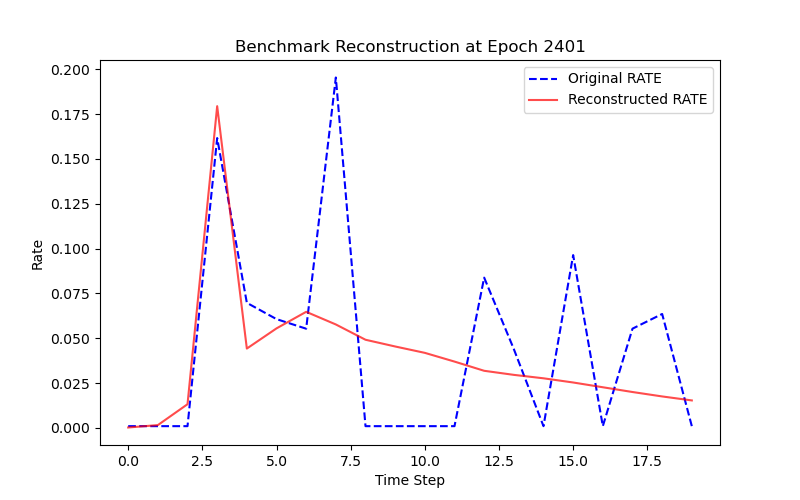 Benchmark Reconstruction at Epoch 2401
Original RATE
Reconstructed RATE
0.200
0.175
0.150
0.125
0.100
0.075
0.050
0.025
0.000
Rate
0.0 2.5 5.0 7.5 10.0 12.5 15.0 17.5
Time Step